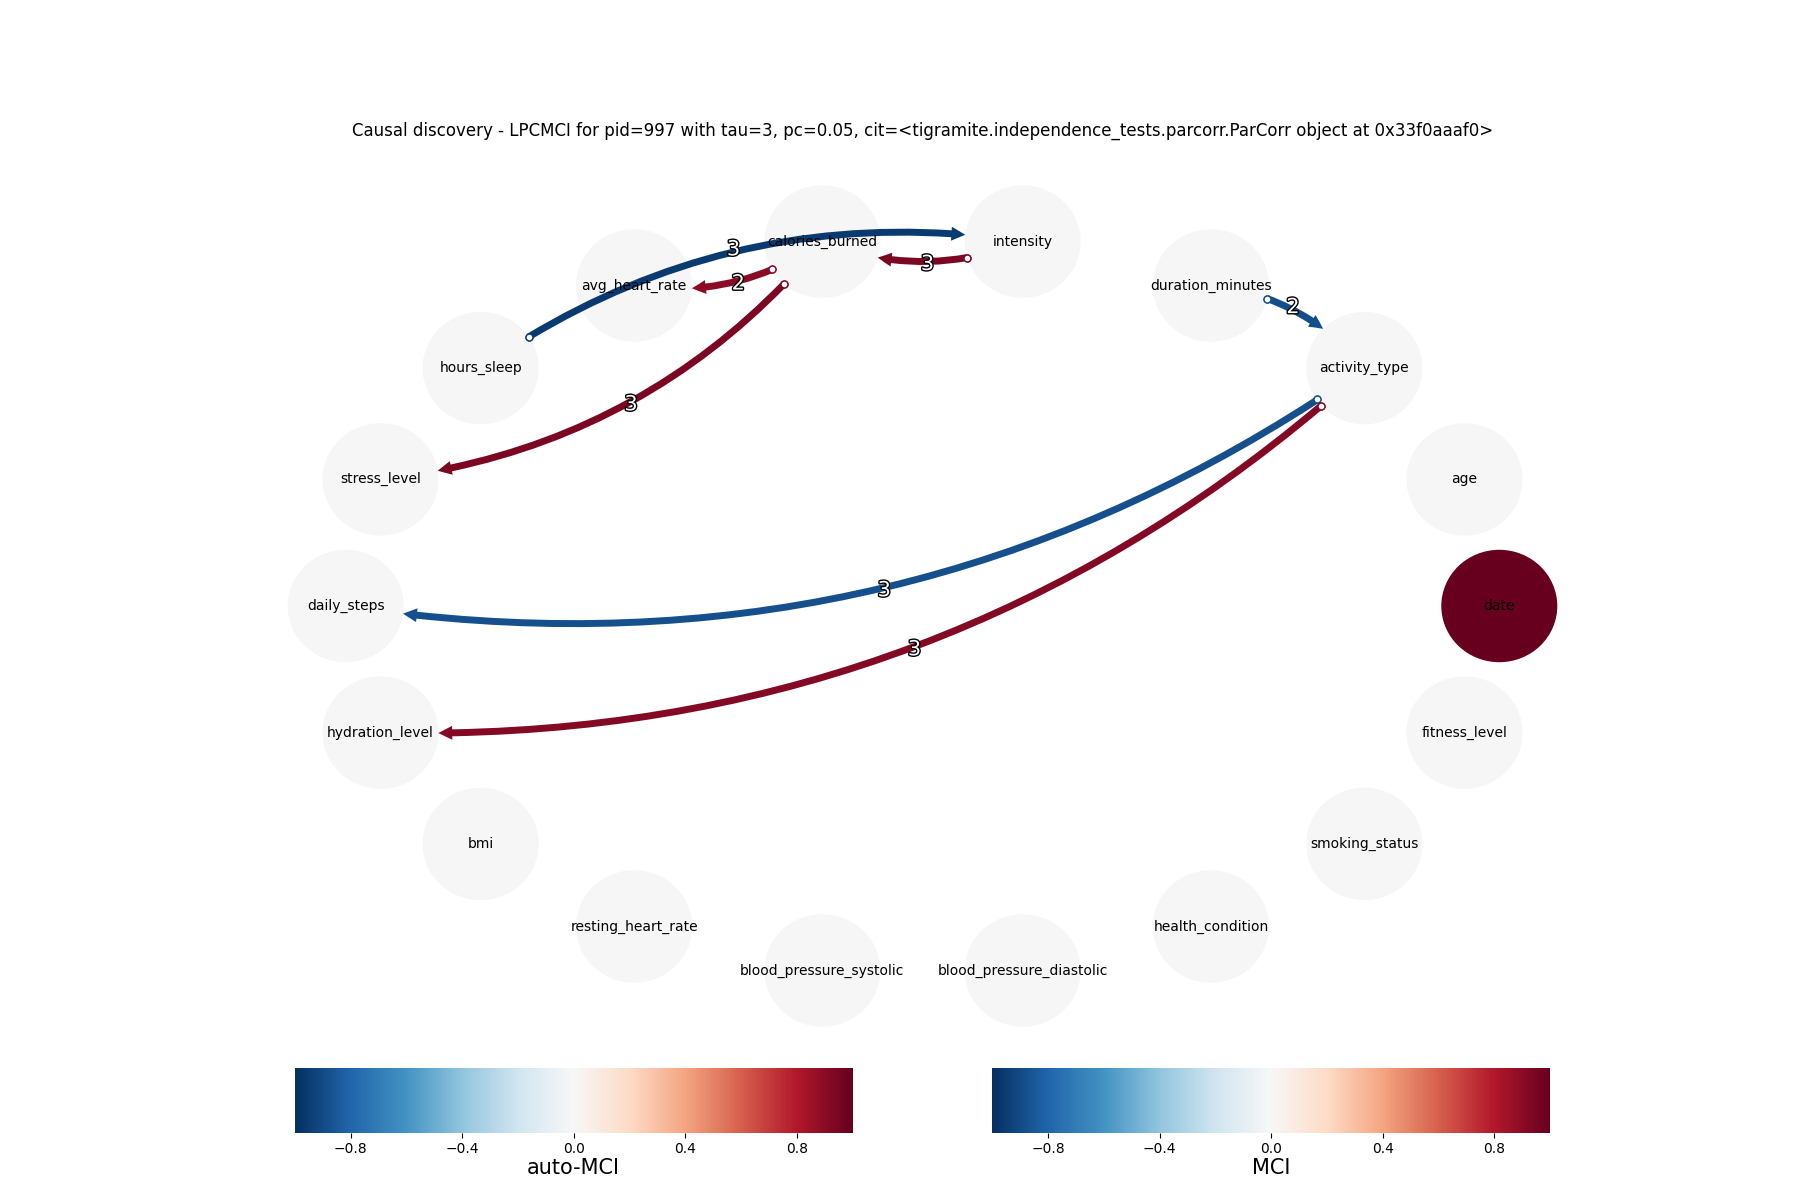 Causal discovery - LPCMCI for pid=997 with tau=3, pc=0.05, cit=<tigramite.independence_tests.parcorr.ParCorr object at 0x33f0aaaf0>
calories_burned
intensity
3
3
avg_heart_rate
2
duration_minutes
2
hours_sleep
activity_type
3
stress_level
age
3
daily_steps
date
3
hydration_level
fitness_level
bmi
smoking_status
resting_heart_rate
health_condition
blood_pressure_systolic
blood_pressure_diastolic
−0.8 −0.4 0.0 0.4 0.8
auto-MCI
−0.8 −0.4 0.0 0.4 0.8
MCI